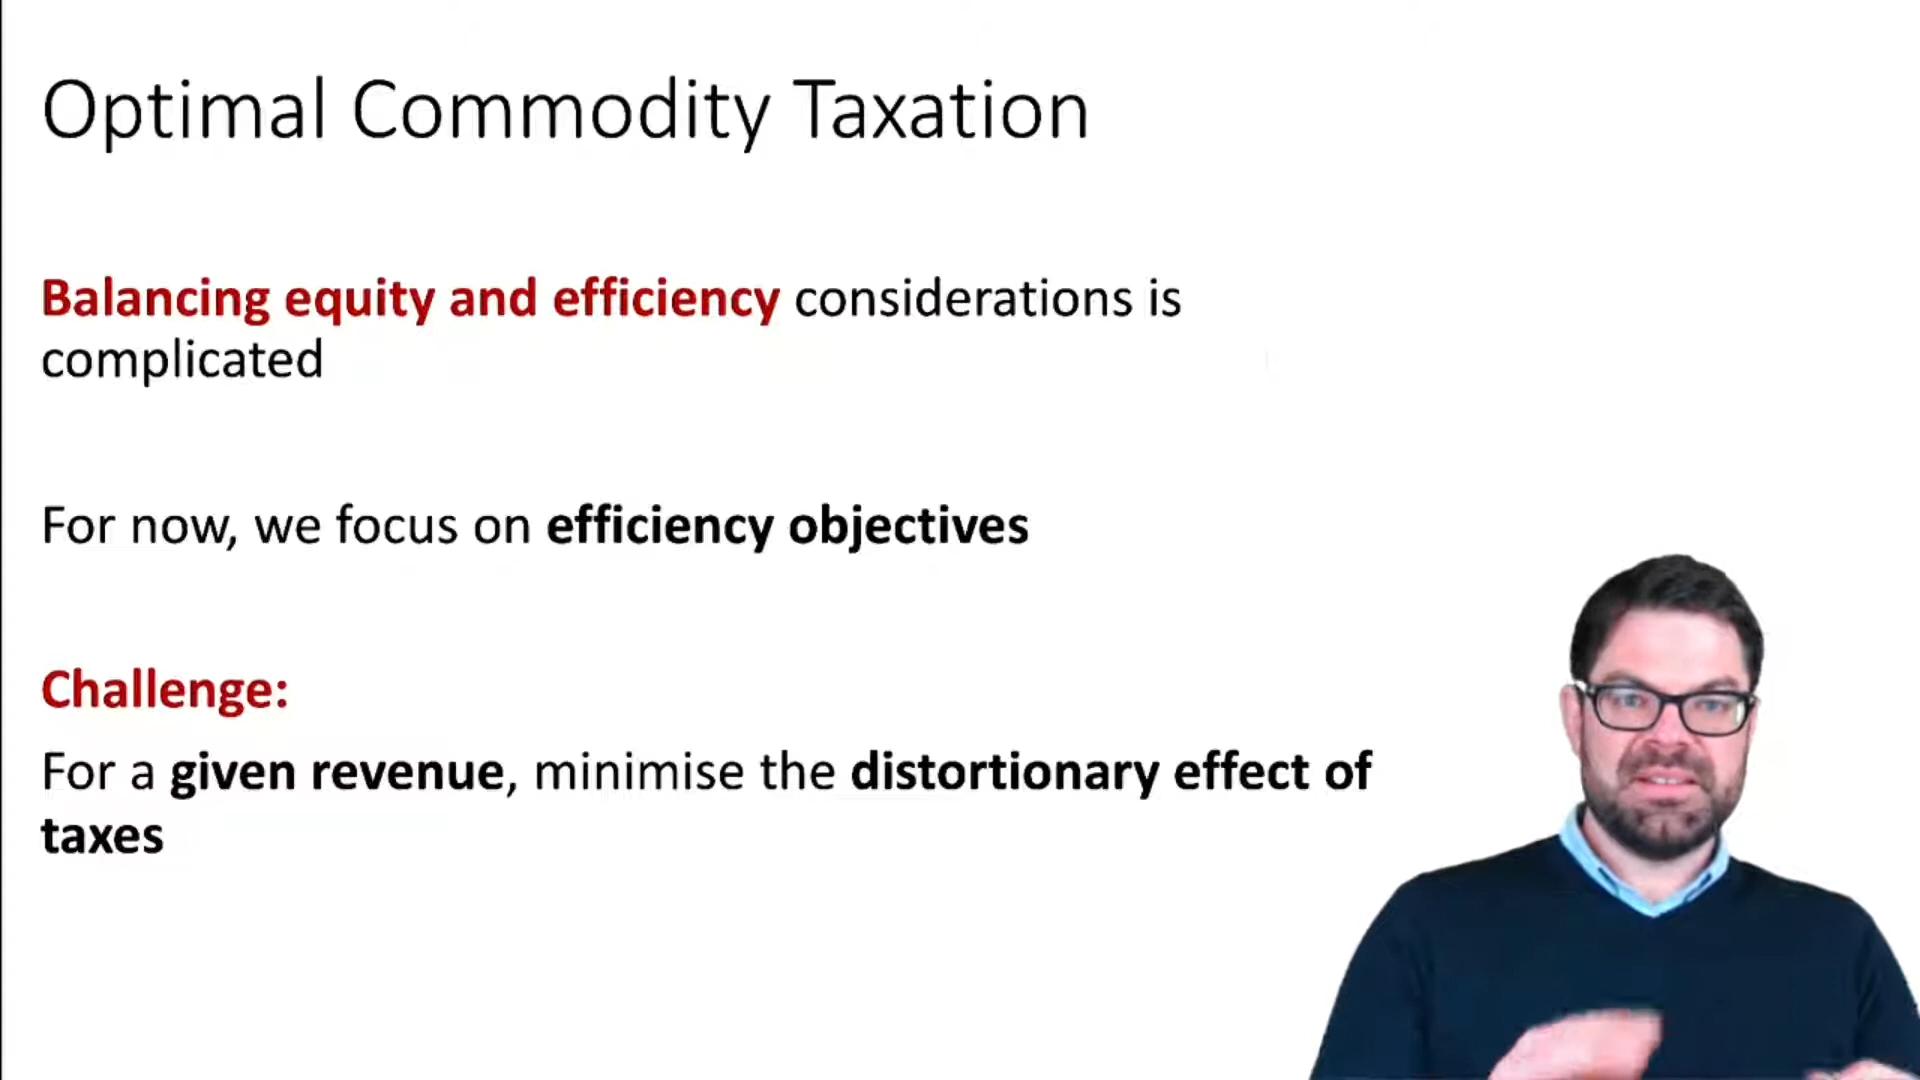 Optimal Commodity Taxation
Balancing equity and efficiency considerations is
complicated
For now, we focus on efficiency objectives
Challenge:
For a given revenue, minimise the distortionary effect of
taxes